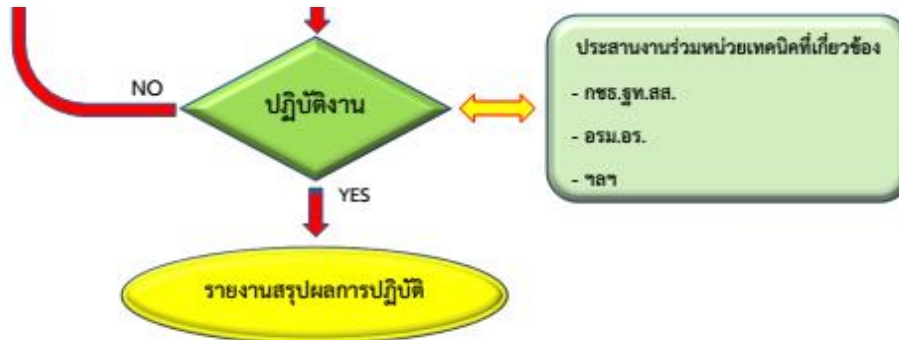 ประสานงานร่วมหน่วยเทคนิคที่เกี่ยวข้อง
NO
ปฏิบัติงาน
- กชธ.ฐท.สส.
- อรม.อร.
- ฯลฯ
YES
รายงานสรุปผลการปฏิบัติ